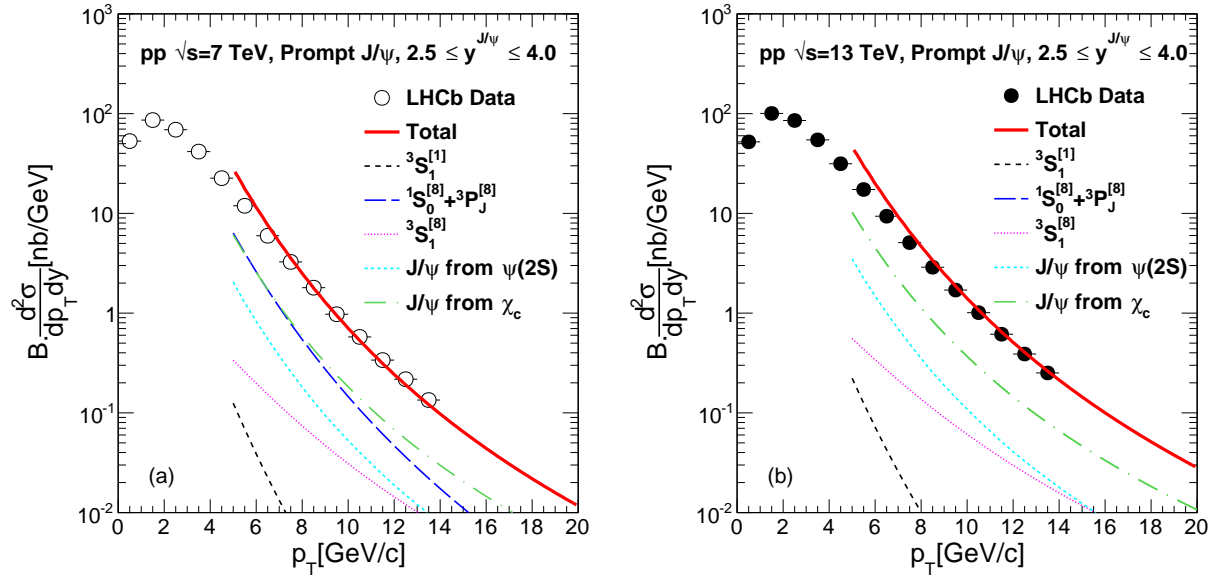 pp √s=7 TeV, Prompt J/ψ, 2.5 ≤ y^{J/ψ} ≤ 4.0
LHCb Data
Total
³S₁^[1]
¹S₀^[8]+³P_J^[8]
³S₁^[8]
J/ψ from ψ(2S)
J/ψ from χ_c
B.d²σ/dp_T dy[nb/GeV]
10³
10²
10
1
10⁻¹
10⁻²
(a)
0 2 4 6 8 10 12 14 16 18 20
p_T[GeV/c]
pp √s=13 TeV, Prompt J/ψ, 2.5 ≤ y^{J/ψ} ≤ 4.0
LHCb Data
Total
³S₁^[1]
¹S₀^[8]+³P_J^[8]
³S₁^[8]
J/ψ from ψ(2S)
J/ψ from χ_c
B.d²σ/dp_T dy[nb/GeV]
10³
10²
10
1
10⁻¹
10⁻²
(b)
0 2 4 6 8 10 12 14 16 18 20
p_T[GeV/c]